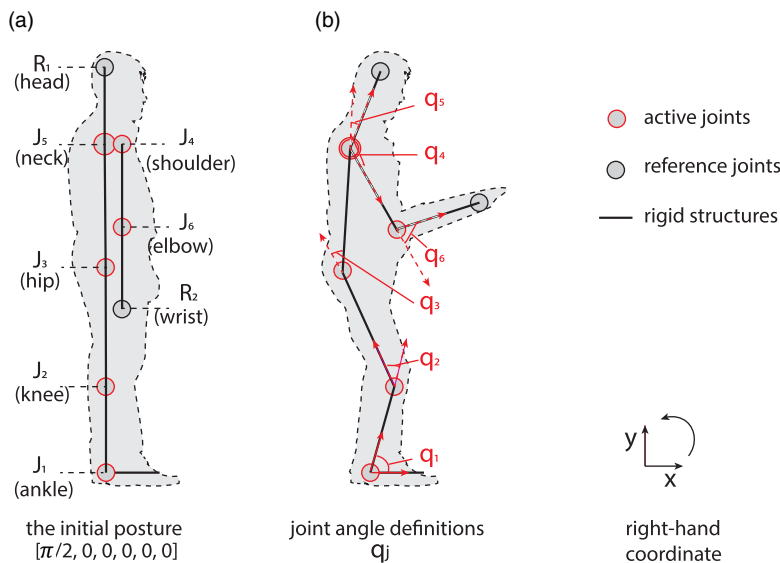 (a)
R₁
(head)
J₅
(neck)
J₄
(shoulder)
J₆
(elbow)
J₃
(hip)
R₂
(wrist)
J₂
(knee)
J₁
(ankle)
the initial posture
[π/2, 0, 0, 0, 0, 0]
(b)
q₅
q₄
q₆
q₃
q₂
q₁
joint angle definitions
qⱼ
active joints
reference joints
rigid structures
y
x
right-hand
coordinate